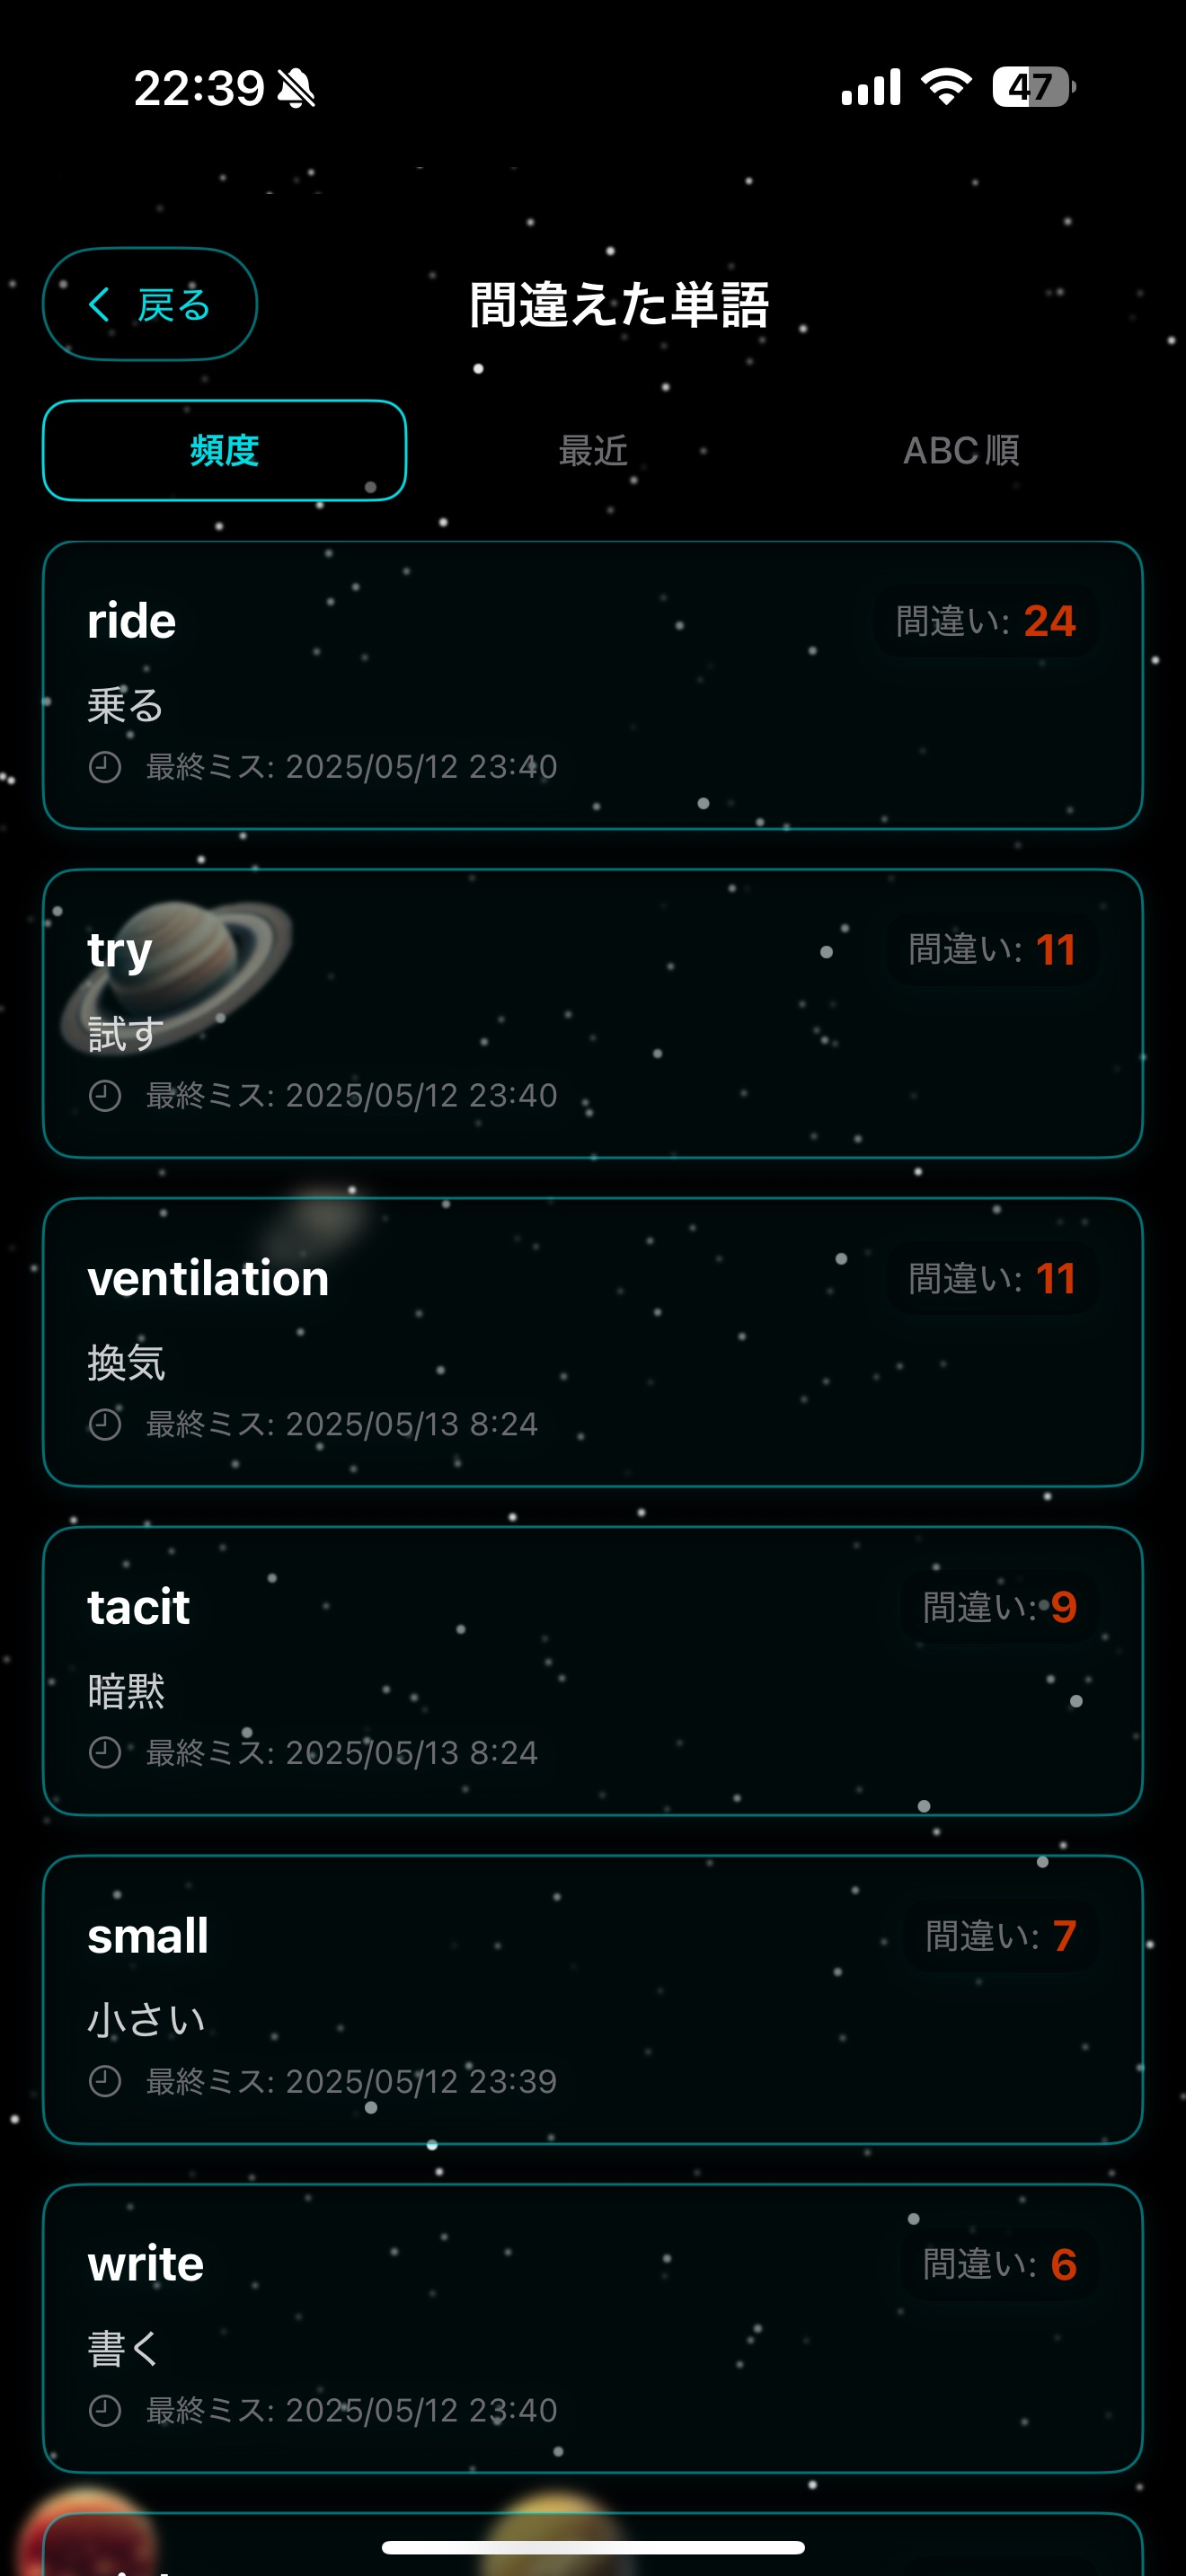 22:39
47
戻る
間違えた単語
頻度 最近 ABC順
ride 間違い: 24
乗る
最終ミス: 2025/05/12 23:40
try 間違い: 11
試す
最終ミス: 2025/05/12 23:40
ventilation 間違い: 11
換気
最終ミス: 2025/05/13 8:24
tacit 間違い: 9
暗黙
最終ミス: 2025/05/13 8:24
small 間違い: 7
小さい
最終ミス: 2025/05/12 23:39
write 間違い: 6
書く
最終ミス: 2025/05/12 23:40